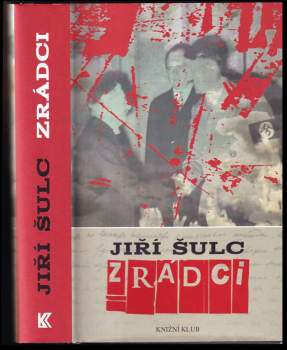 JIŘÍ ŠULC ZRÁDCI
K
JIŘÍ ŠULC
ZRÁDCI
KNIŽNÍ KLUB